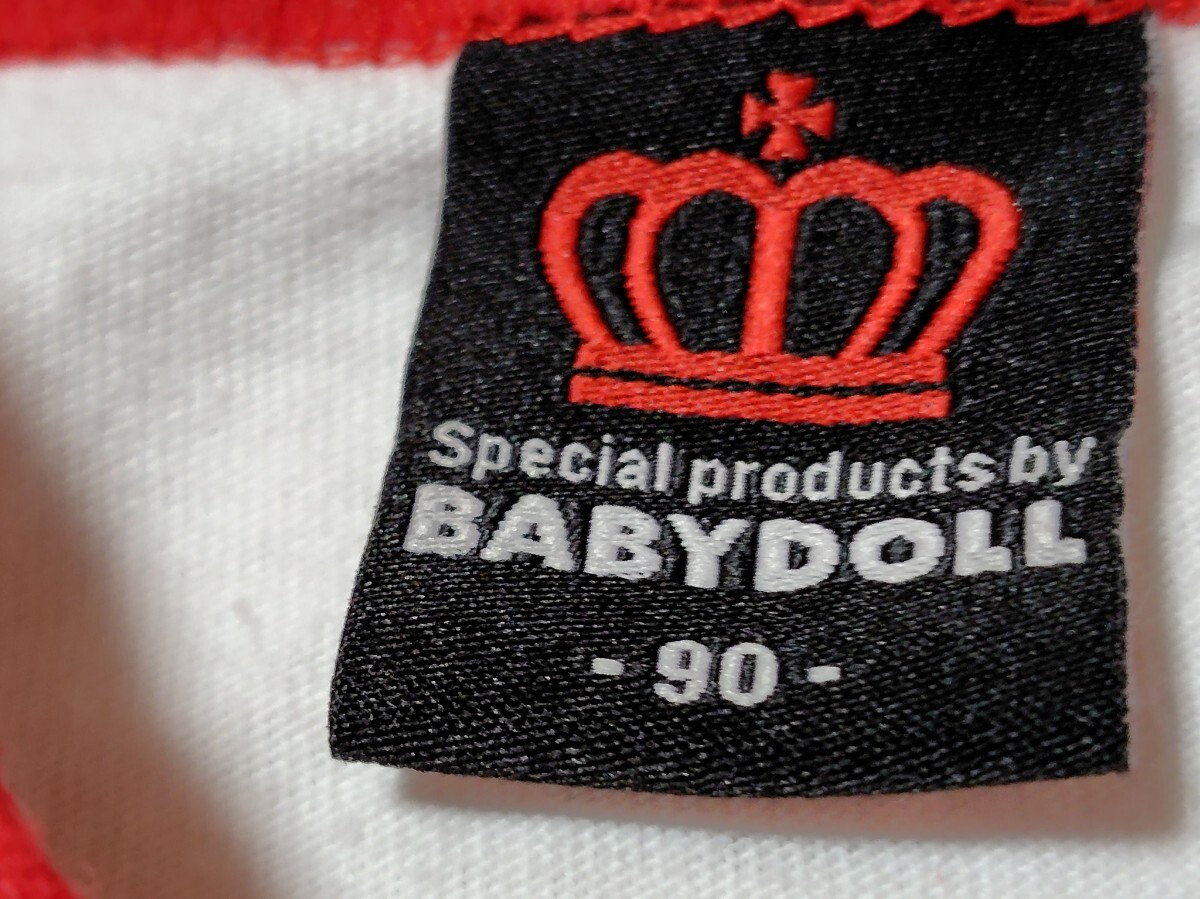 Special products by
BABYDOLL
- 90 -